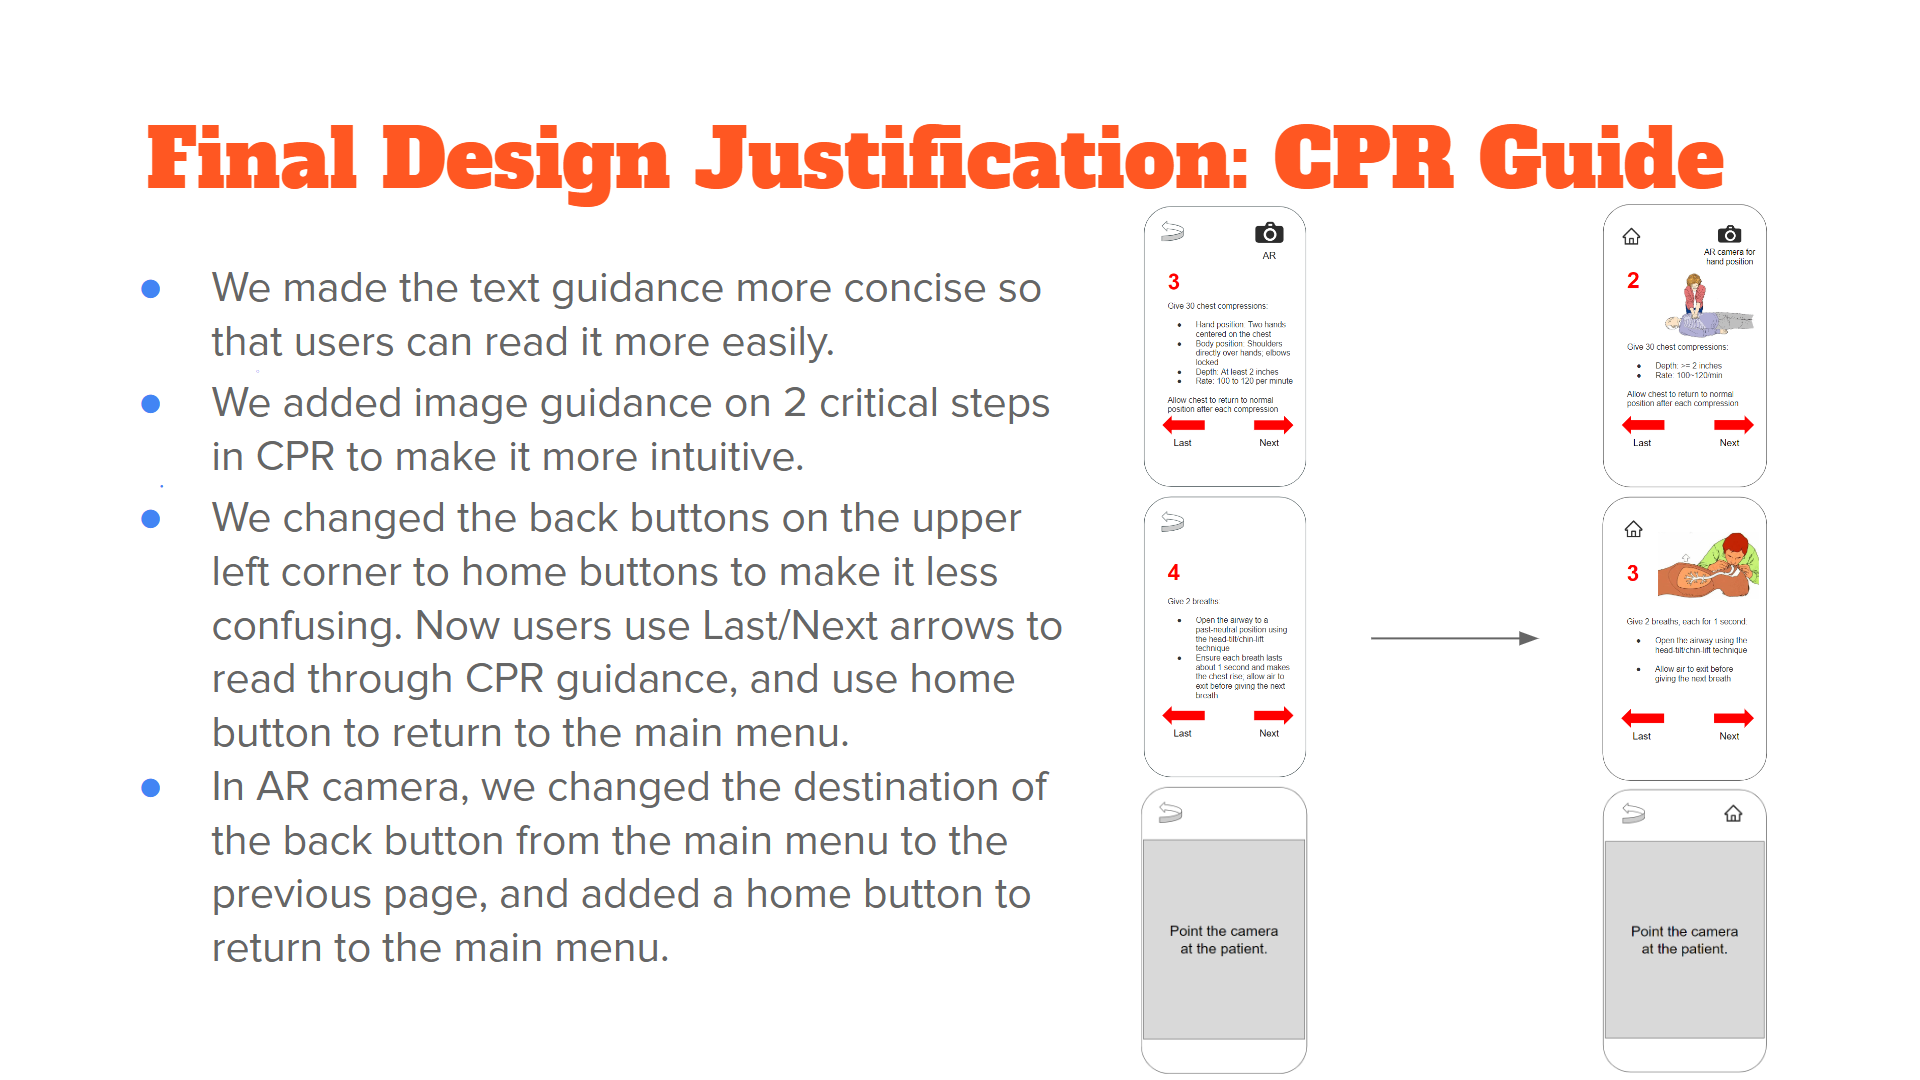 Final Design Justification: CPR Guide
● We made the text guidance more concise so
that users can read it more easily.
● We added image guidance on 2 critical steps
in CPR to make it more intuitive.
● We changed the back buttons on the upper
left corner to home buttons to make it less
confusing. Now users use Last/Next arrows to
read through CPR guidance, and use home
button to return to the main menu.
● In AR camera, we changed the destination of
the back button from the main menu to the
previous page, and added a home button to
return to the main menu.
AR
3
Give 30 chest compressions:
● Hand position: Two hands
centered on the chest
● Body position: Shoulders
directly over hands; elbows
locked
● Depth: At least 2 inches
● Rate: 100 to 120 per minute
Allow chest to return to normal
position after each compression
Last
Next
4
Give 2 breaths:
● Open the airway to a
past-neutral position using
the head-tilt/chin-lift
technique
● Ensure each breath lasts
about 1 second and makes
the chest rise, allow air to
exit before giving the next
breath
Last
Next
Point the camera
at the patient.
AR camera for
hand position
2
Give 30 chest compressions:
● Depth: >= 2 inches
● Rate: 100~120/min
Allow chest to return to normal
position after each compression
Last
Next
3
Give 2 breaths, each for 1 second.
● Open the airway using the
head-tilt/chin-lift technique
● Allow air to exit before
giving the next breath
Last
Next
Point the camera
at the patient.